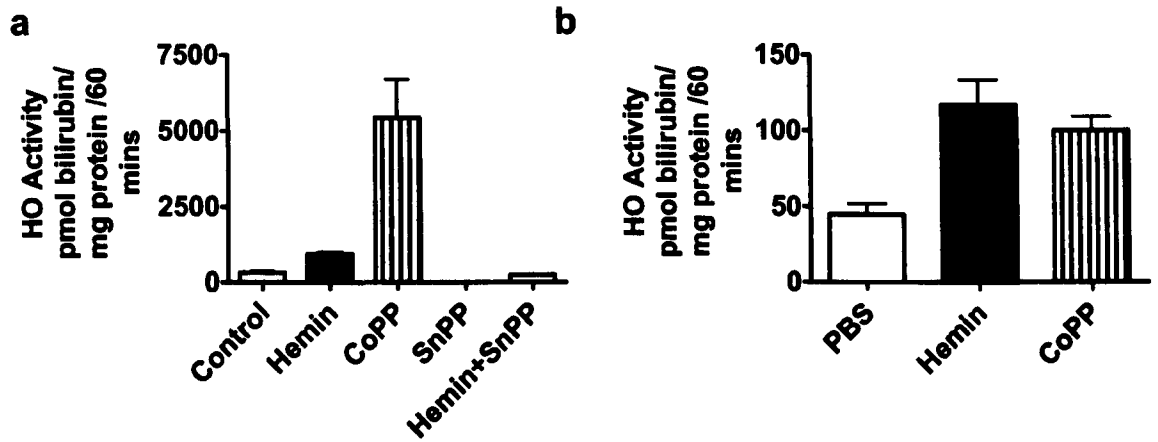 a
HO Activity
pmol bilirubin/
mg protein /60
mins
7500
5000
2500
0
Control
Hemin
CoPP
SnPP
Hemin+SnPP
b
HO Activity
pmol bilirubin/
mg protein /60
mins
150
100
50
0
PBS
Hemin
CoPP